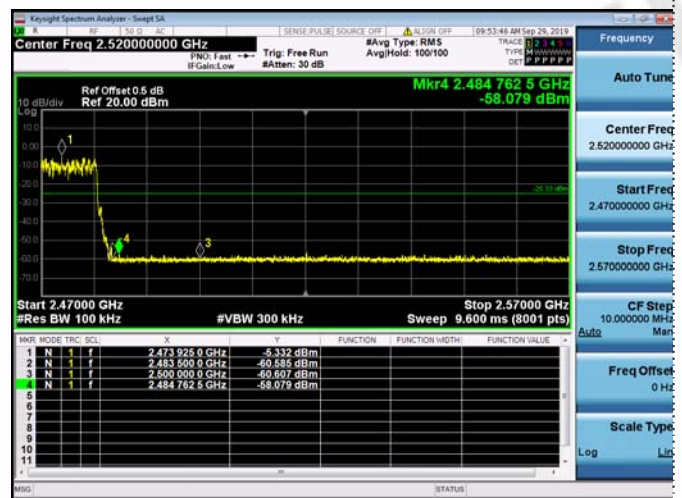 Keysight Spectrum Analyzer - Swept SA
R RF 50 Ω AC SENSE:PULSE SOURCE OFF ALIGN OFF 09:53:46 AM Sep 29, 2019
Center Freq 2.520000000 GHz
PNO: Fast
IFGain:Low
Trig: Free Run
#Atten: 30 dB
#Avg Type: RMS
Avg|Hold: 100/100
TRACE 1 2 3 4 5 6
TYPE M W W W W W
DET P P P P P P
Ref Offset 0.5 dB
Ref 20.00 dBm
10 dB/div
Log
Mkr4 2.484 762 5 GHz
-58.079 dBm
10.0
0.00
-10.0
-20.0
-30.0
-40.0
-50.0
-60.0
-70.0
1
4
3
-25.33 dBm
Start 2.47000 GHz
Stop 2.57000 GHz
#Res BW 100 kHz
#VBW 300 kHz
Sweep 9.600 ms (8001 pts)
MKR MODE TRC SCL X Y FUNCTION FUNCTION WIDTH FUNCTION VALUE
1 N 1 f 2.473 925 0 GHz -5.332 dBm
2 N 1 f 2.483 500 0 GHz -60.585 dBm
3 N 1 f 2.500 000 0 GHz -60.607 dBm
4 N 1 f 2.484 762 5 GHz -58.079 dBm
5
6
7
8
9
10
11
MSG
STATUS
Frequency
Auto Tune
Center Freq
2.520000000 GHz
Start Freq
2.470000000 GHz
Stop Freq
2.570000000 GHz
CF Step
10.000000 MHz
Auto Man
Freq Offset
0 Hz
Scale Type
Log Lin